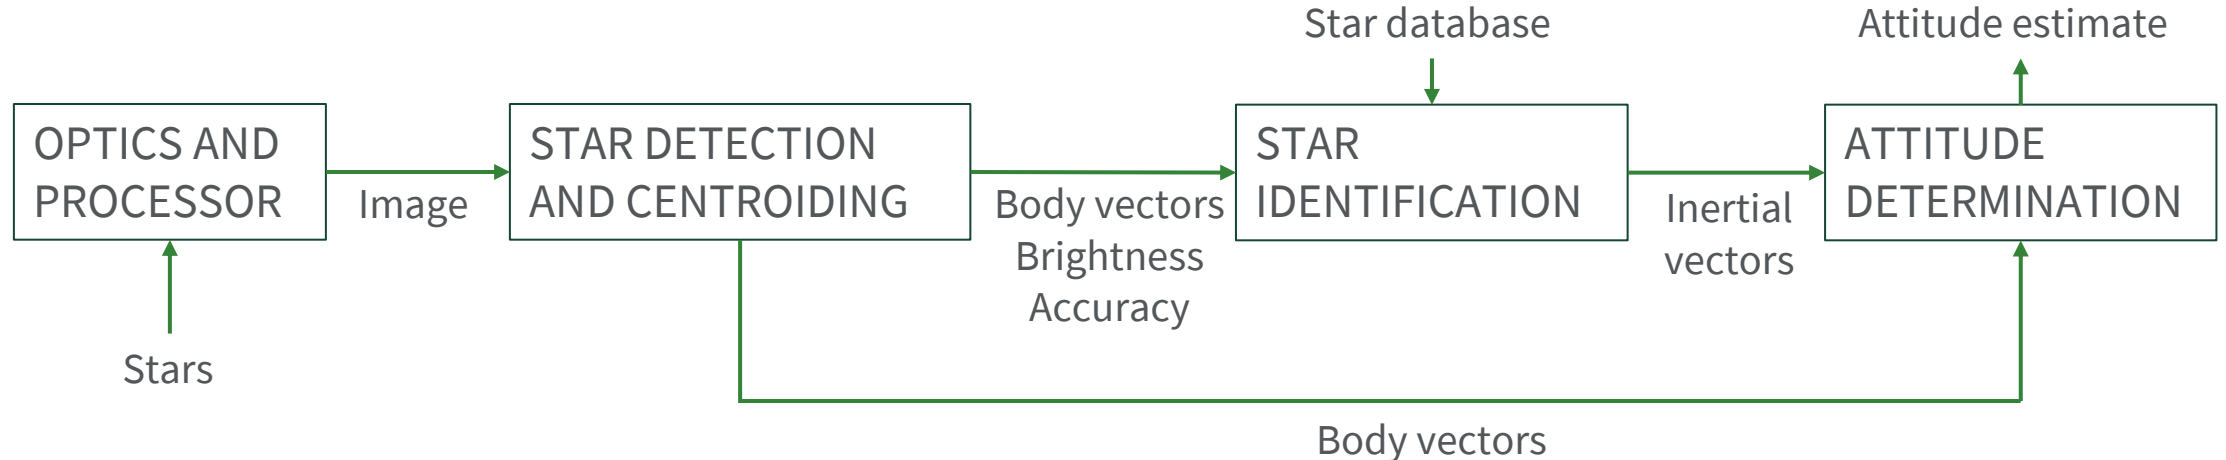 Star database
Attitude estimate
OPTICS AND
PROCESSOR
Image
STAR DETECTION
AND CENTROIDING
Body vectors
Brightness
Accuracy
STAR
IDENTIFICATION
Inertial
vectors
ATTITUDE
DETERMINATION
Stars
Body vectors